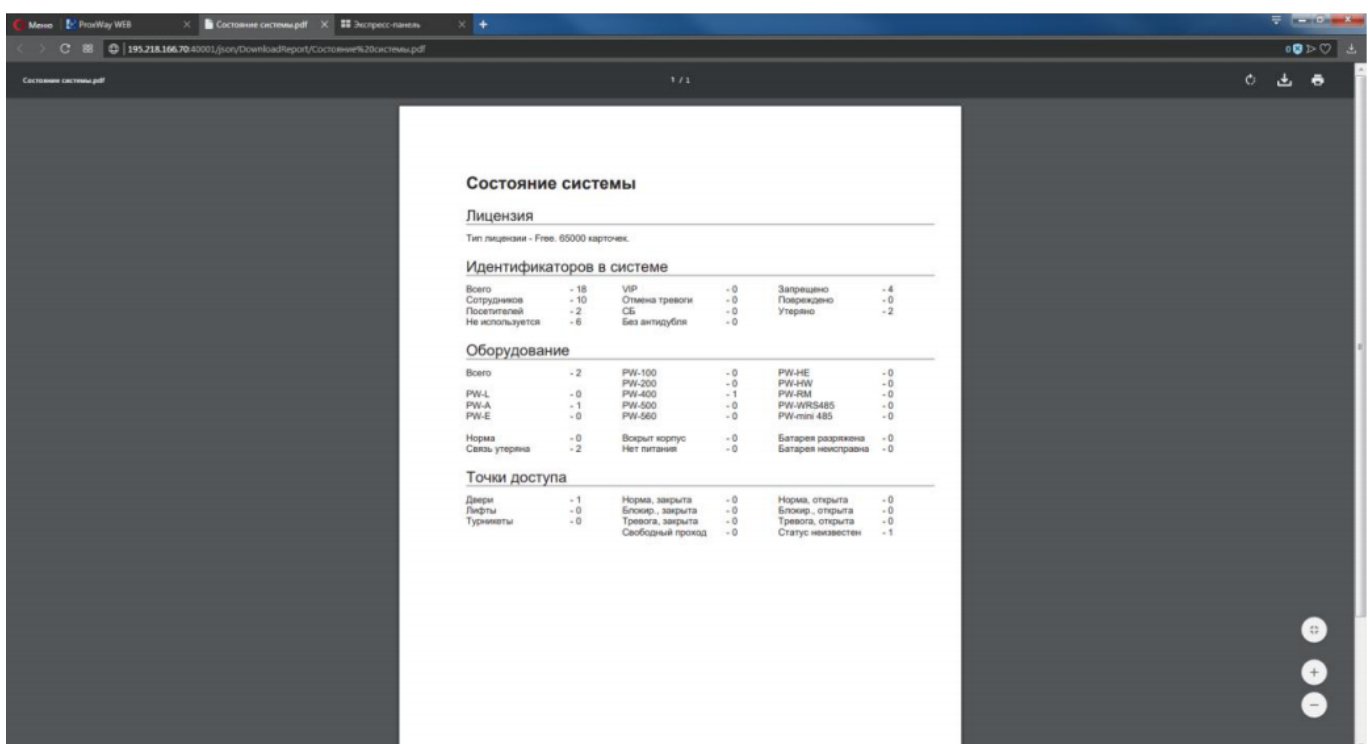 Меню ProxWay WEB Состояние системы.pdf Экспресс-панель
195.218.166.70:40001/json/DownloadReport/Состояние%20системы.pdf 0
Состояние системы.pdf 1 / 1
Состояние системы
Лицензия
Тип лицензии - Free. 65000 карточек.
Идентификаторов в системе
Всего - 18 VIP - 0 Запрещено - 4
Сотрудников - 10 Отмена тревоги - 0 Повреждено - 0
Посетителей - 2 СБ - 0 Утеряно - 2
Не используется - 6 Без антидубля - 0
Оборудование
Всего - 2 PW-100 - 0 PW-HE - 0
PW-200 - 0 PW-HW - 0
PW-L - 0 PW-400 - 1 PW-RM - 0
PW-A - 1 PW-500 - 0 PW-WRS485 - 0
PW-E - 0 PW-560 - 0 PW-mini 485 - 0
Норма - 0 Вскрыт корпус - 0 Батарея разряжена - 0
Связь утеряна - 2 Нет питания - 0 Батарея неисправна - 0
Точки доступа
Двери - 1 Норма, закрыта - 0 Норма, открыта - 0
Лифты - 0 Блокир., закрыта - 0 Блокир., открыта - 0
Турникеты - 0 Тревога, закрыта - 0 Тревога, открыта - 0
Свободный проход - 0 Статус неизвестен - 1